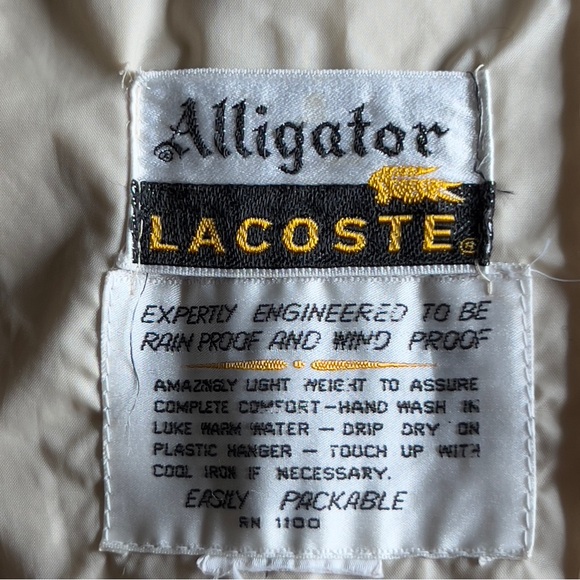 Alligator
LACOSTE®
EXPERTLY ENGINEERED TO BE
RAIN PROOF AND WIND PROOF
AMAZINGLY LIGHT WEIGHT TO ASSURE
COMPLETE COMFORT-HAND WASH IN
LUKE WARM WATER - DRIP DRY ON
PLASTIC HANGER - TOUCH UP WITH
COOL IRON IF NECESSARY.
EASILY PACKABLE
RN 1100